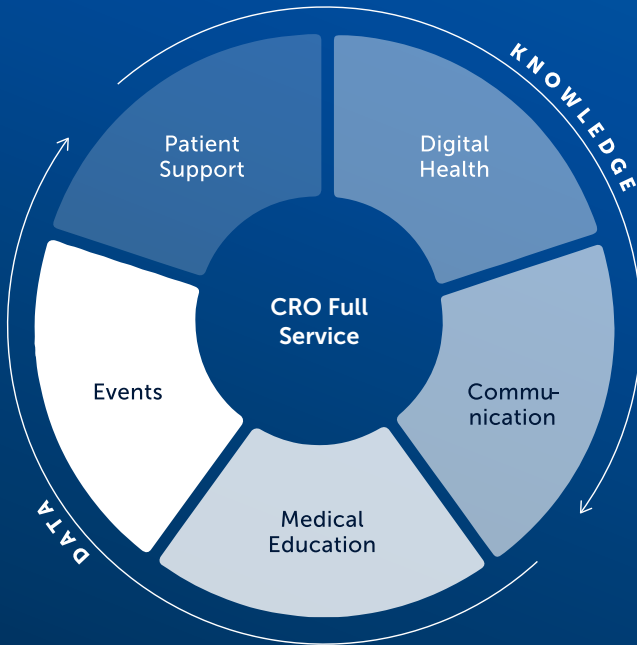 KNOWLEDGE
Patient
Support
Digital
Health
CRO Full
Service
Events
Commu-
nication
Medical
Education
DATA